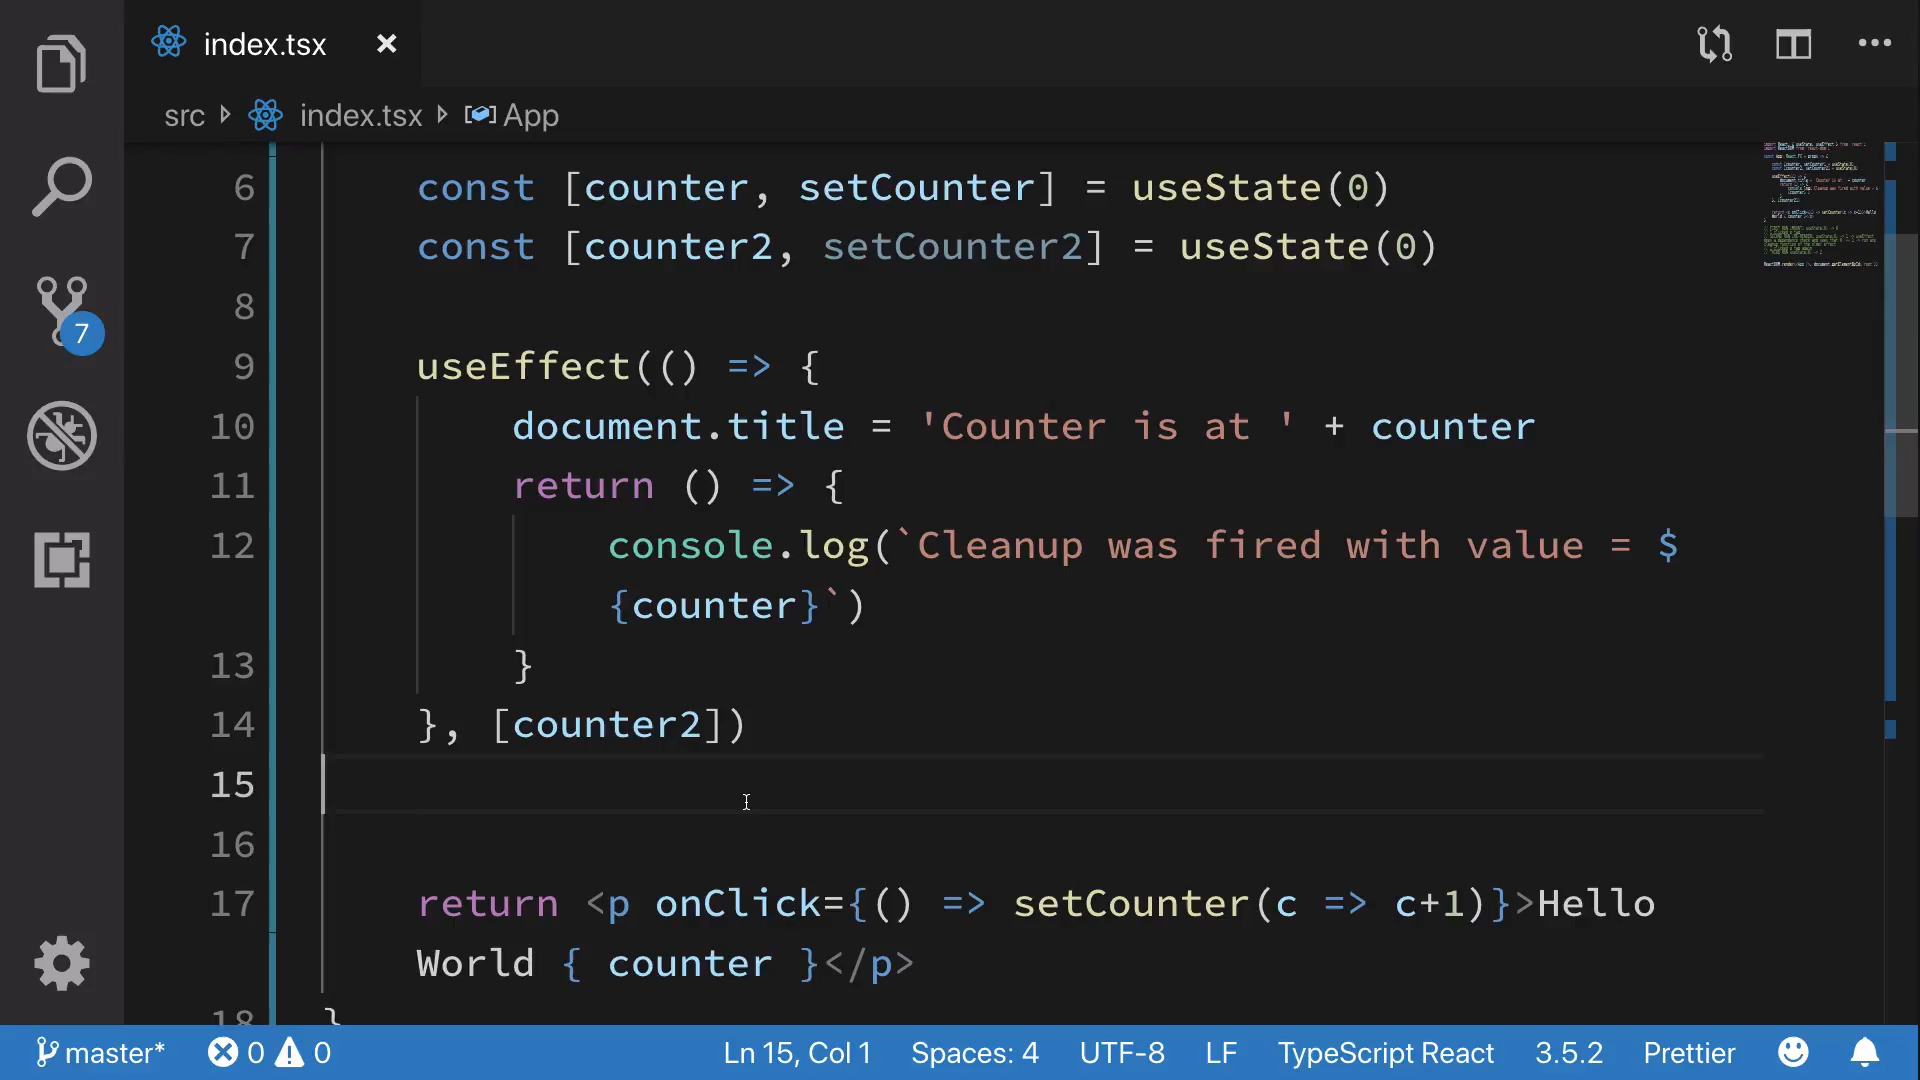 index.tsx
src index.tsx App
6 const [counter, setCounter] = useState(0)
7 const [counter2, setCounter2] = useState(0)
8
9 useEffect(() => {
10 document.title = 'Counter is at ' + counter
11 return () => {
12 console.log(`Cleanup was fired with value = $
{counter}`)
13 }
14 }, [counter2])
15
16
17 return <p onClick={() => setCounter(c => c+1)}>Hello
World { counter }</p>
18 }
7
master* 0 0 Ln 15, Col 1 Spaces: 4 UTF-8 LF TypeScript React 3.5.2 Prettier